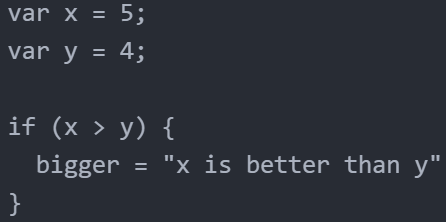 var x = 5;
var y = 4;

if (x > y) {
  bigger = "x is better than y"
}